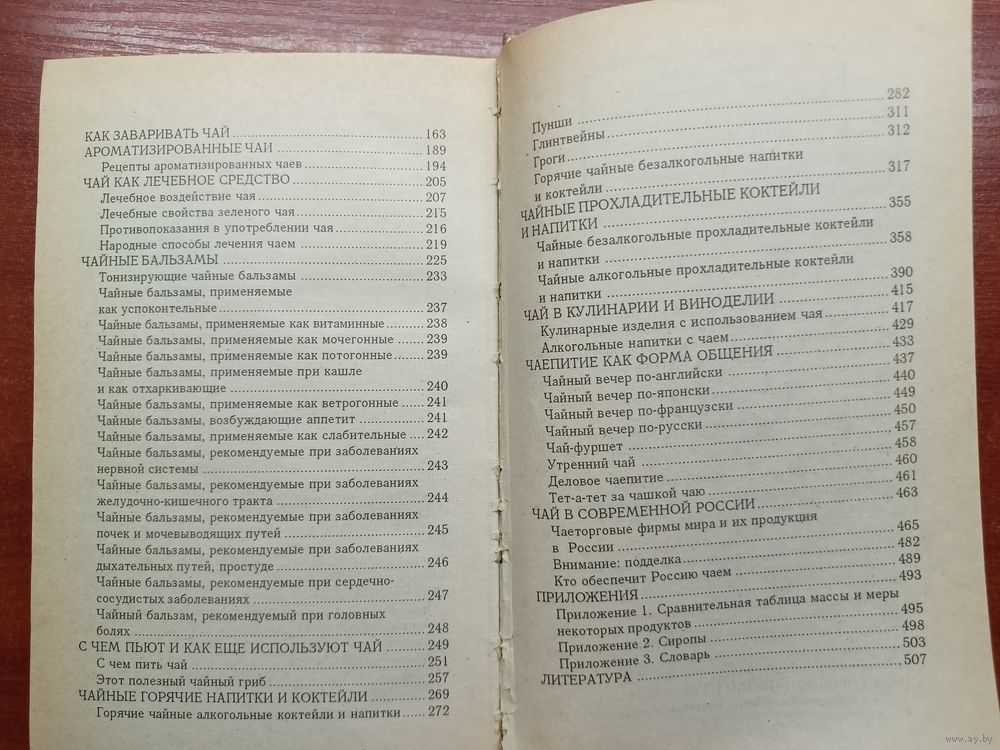 КАК ЗАВАРИВАТЬ ЧАЙ ........ 163
АРОМАТИЗИРОВАННЫЕ ЧАИ ........ 189
Рецепты ароматизированных чаев ........ 194
ЧАЙ КАК ЛЕЧЕБНОЕ СРЕДСТВО ........ 205
Лечебное воздействие чая ........ 207
Лечебные свойства зеленого чая ........ 215
Противопоказания в употреблении чая ........ 216
Народные способы лечения чаем ........ 219
ЧАЙНЫЕ БАЛЬЗАМЫ ........ 225
Тонизирующие чайные бальзамы ........ 233
Чайные бальзамы, применяемые
как успокоительные ........ 237
Чайные бальзамы, применяемые как витаминные ........ 238
Чайные бальзамы, применяемые как мочегонные ........ 239
Чайные бальзамы, применяемые как потогонные ........ 239
Чайные бальзамы, применяемые при кашле
и как отхаркивающие ........ 240
Чайные бальзамы, применяемые как ветрогонные ........ 241
Чайные бальзамы, возбуждающие аппетит ........ 241
Чайные бальзамы, применяемые как слабительные ........ 242
Чайные бальзамы, рекомендуемые при заболеваниях
нервной системы ........ 243
Чайные бальзамы, рекомендуемые при заболеваниях
желудочно-кишечного тракта ........ 244
Чайные бальзамы, рекомендуемые при заболеваниях
почек и мочевыводящих путей ........ 245
Чайные бальзамы, рекомендуемые при заболеваниях
дыхательных путей, простуде ........ 246
Чайные бальзамы, рекомендуемые при сердечно-
сосудистых заболеваниях ........ 247
Чайный бальзам, рекомендуемый при головных
болях ........ 248
С ЧЕМ ПЬЮТ И КАК ЕЩЕ ИСПОЛЬЗУЮТ ЧАЙ ........ 249
С чем пить чай ........ 251
Этот полезный чайный гриб ........ 257
ЧАЙНЫЕ ГОРЯЧИЕ НАПИТКИ И КОКТЕЙЛИ ........ 269
Горячие чайные алкогольные коктейли и напитки ........ 272
Пунши ........ 282
Глинтвейны ........ 311
Гроги ........ 312
Горячие чайные безалкогольные напитки
и коктейли ........ 317
ЧАЙНЫЕ ПРОХЛАДИТЕЛЬНЫЕ КОКТЕЙЛИ
И НАПИТКИ ........ 355
Чайные безалкогольные прохладительные коктейли
и напитки ........ 358
Чайные алкогольные прохладительные коктейли
и напитки ........ 390
ЧАЙ В КУЛИНАРИИ И ВИНОДЕЛИИ ........ 415
Кулинарные изделия с использованием чая ........ 417
Алкогольные напитки с чаем ........ 429
ЧАЕПИТИЕ КАК ФОРМА ОБЩЕНИЯ ........ 433
Чайный вечер по-английски ........ 437
Чайный вечер по-японски ........ 440
Чайный вечер по-французски ........ 449
Чайный вечер по-русски ........ 450
Чай-фуршет ........ 457
Утренний чай ........ 458
Деловое чаепитие ........ 460
Тет-а-тет за чашкой чаю ........ 461
ЧАЙ В СОВРЕМЕННОЙ РОССИИ ........ 463
Чаеторговые фирмы мира и их продукция
в России ........ 465
Внимание: подделка ........ 482
Кто обеспечит Россию чаем ........ 489
ПРИЛОЖЕНИЯ ........ 493
Приложение 1. Сравнительная таблица массы и меры
некоторых продуктов ........ 495
Приложение 2. Сиропы ........ 498
Приложение 3. Словарь ........ 503
ЛИТЕРАТУРА ........ 507
www.ay.by